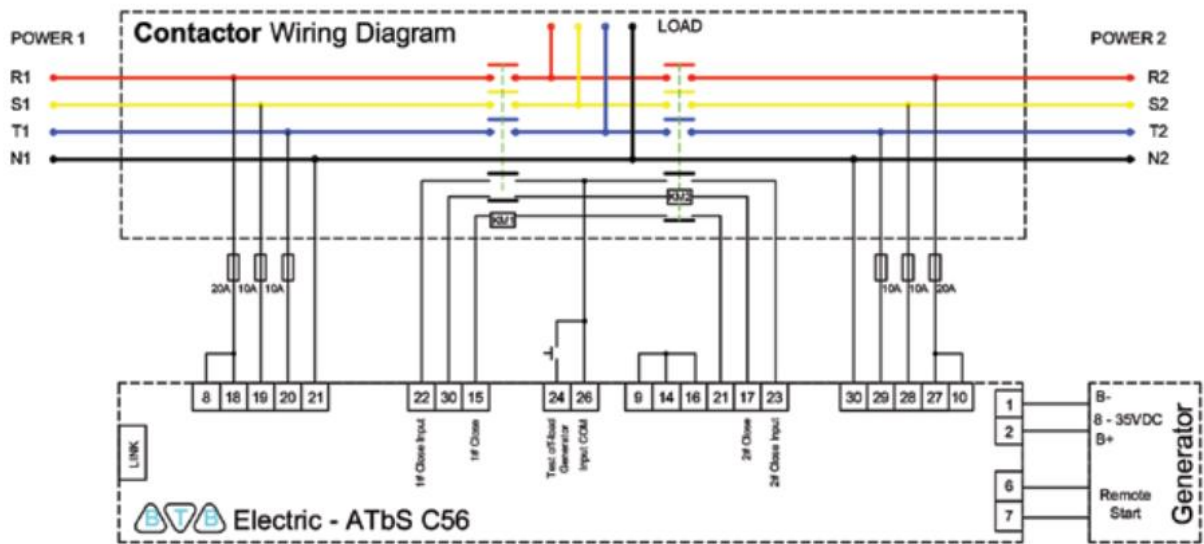 Contactor Wiring Diagram
LOAD
POWER 1
POWER 2
R1
R2
S1
S2
T1
T2
N1
N2
KM2
KM1
20A 10A 10A
10A 10A 20A
8 18 19 20 21
22 30 15
24 26
9 14 16 21 17 23
30 29 28 27 10
1# Close Input
1# Close
Test off-load
Generator
Input COM
2# Close
2# Close Input
1
2
6
7
B-
8 - 35VDC
B+
Remote
Start
Generator
LINK
BTB Electric - ATbS C56